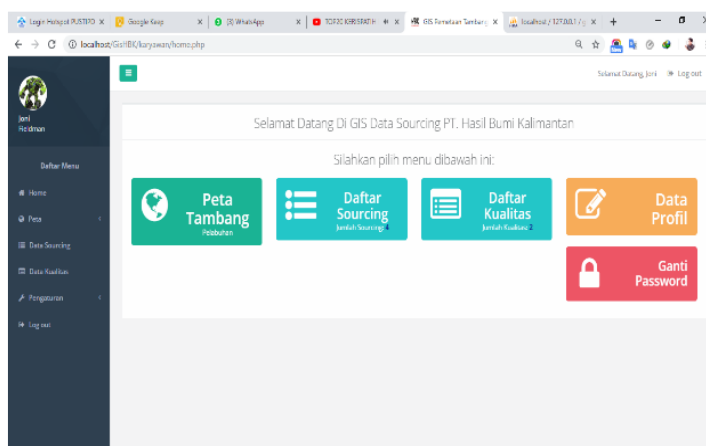 Login Hotspot PUSTIPD
Google Keep
(3) WhatsApp
GIS Pemetaan Tambang
localhost / 127.0.0.1 / g
localhost/GisHBK/karyawan/home.php
Selamat Datang, Joni
Log out
Joni
Daftar Menu
Home
Peta
Data Sourcing
Data Kualitas
Pengaturan
Log out
Selamat Datang Di GIS Data Sourcing PT. Hasil Bumi Kalimantan
Silahkan pilih menu dibawah ini:
Peta
Tambang
Pelabuhan
Daftar
Sourcing
Jumlah Sourcing 4
Daftar
Kualitas
Jumlah Kualitas
Data
Profil
Ganti
Password